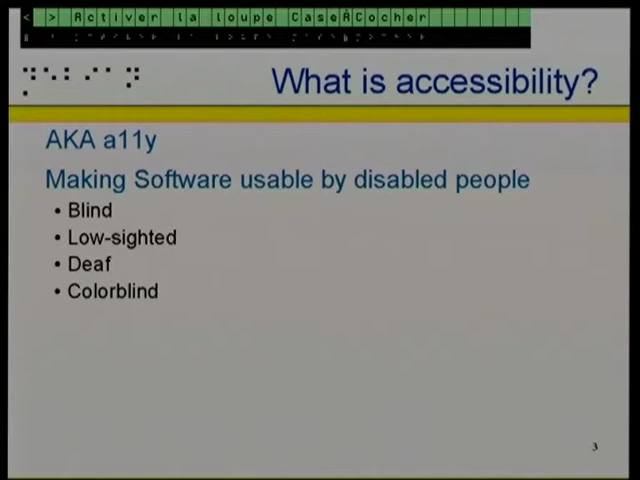 < > Activer la loupe CaseÀCocher
What is accessibility?
AKA a11y
Making Software usable by disabled people
• Blind
• Low-sighted
• Deaf
• Colorblind
3